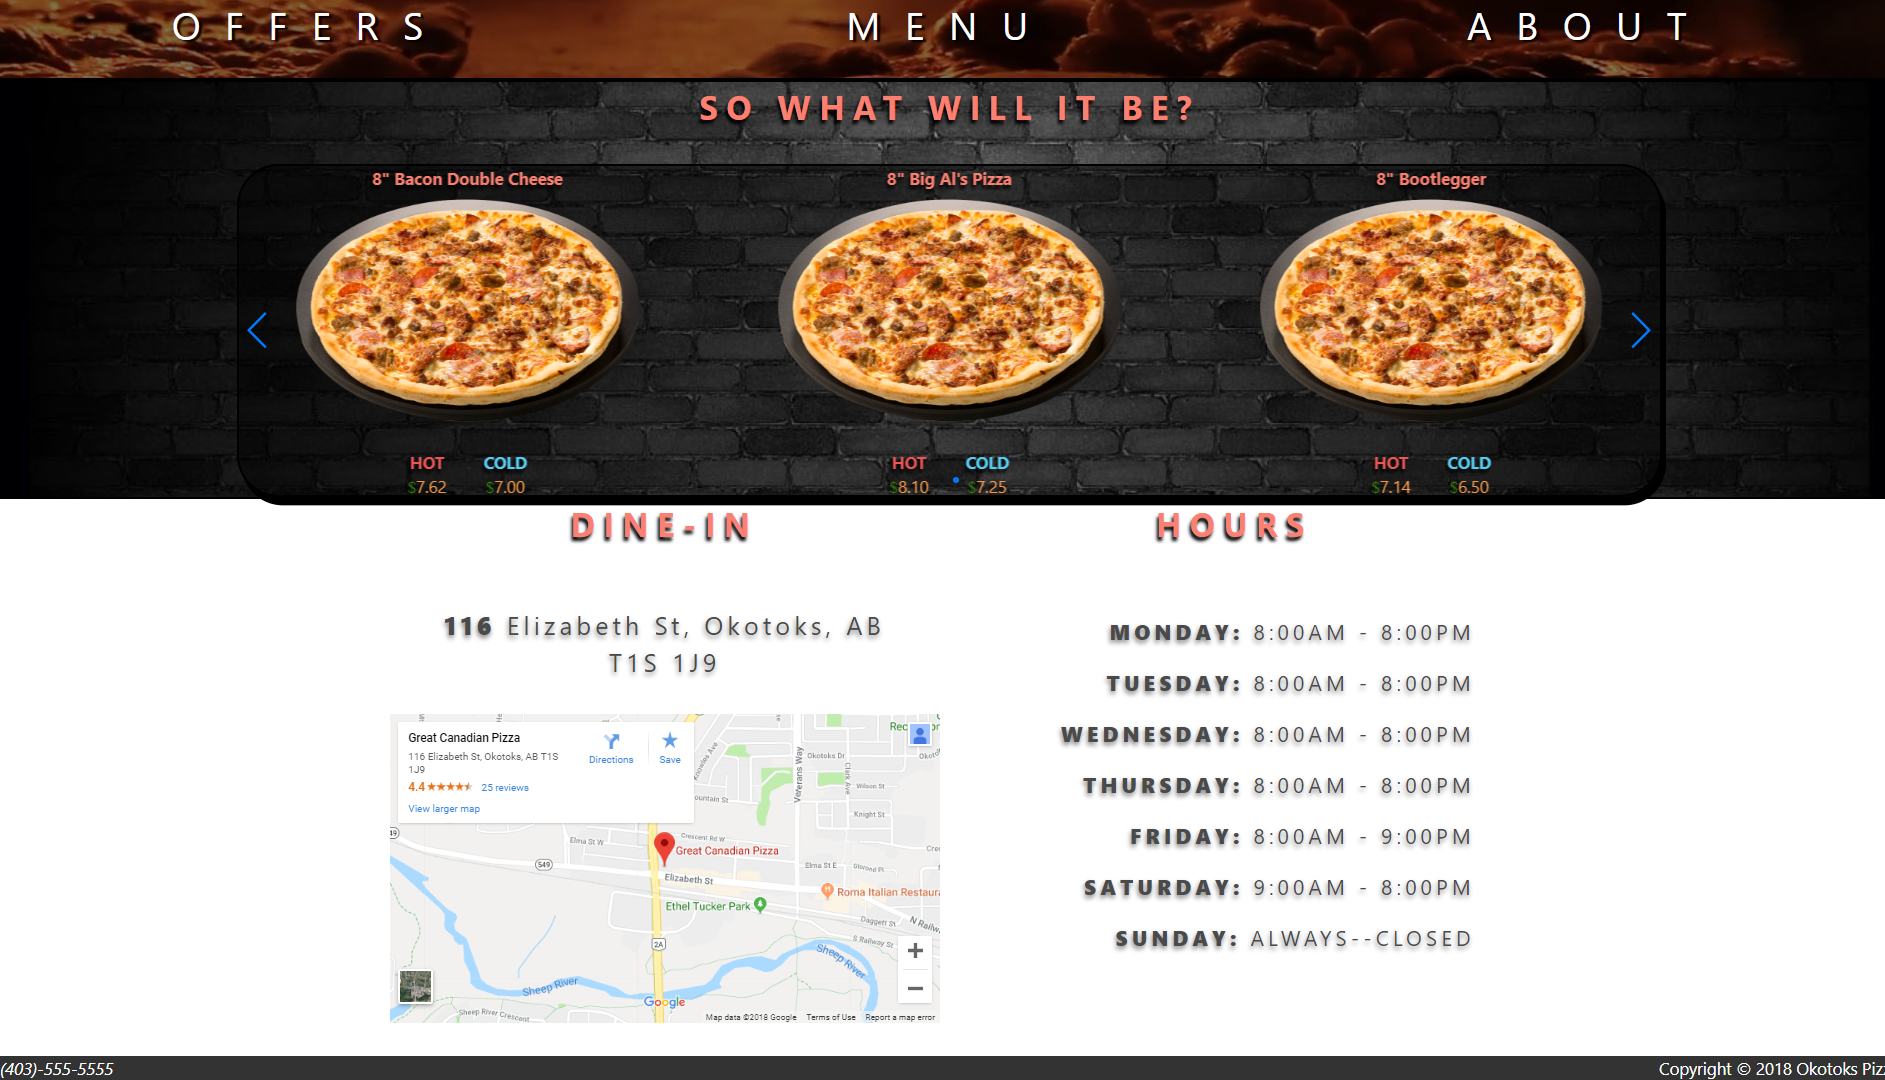 OFFERS MENU ABOUT
SO WHAT WILL IT BE?
8" Bacon Double Cheese
8" Big Al's Pizza
8" Bootlegger
HOT COLD
$7.62 $7.00
HOT COLD
$8.10 $7.25
HOT COLD
$7.14 $6.50
DINE-IN
116 Elizabeth St, Okotoks, AB
T1S 1J9
Great Canadian Pizza
116 Elizabeth St, Okotoks, AB T1S
1J9
4.4 25 reviews
View larger map
Directions
Save
Knowles Ave
Okotoks Dr
Clark Ave
Veterans Way
Wilson St
Knight St
Crescent Rd W
Elma St W
49
549
Great Canadian Pizza
Elizabeth St
Elma St E
Roma Italian
Ethel Tucker Park
Daggett St
S Railway St
2A
Sheep River
Sheep River
Sheep River Crescent
Google
Map data ©2018 Google Terms of Use Report a map error
HOURS
MONDAY: 8:00AM - 8:00PM
TUESDAY: 8:00AM - 8:00PM
WEDNESDAY: 8:00AM - 8:00PM
THURSDAY: 8:00AM - 8:00PM
FRIDAY: 8:00AM - 9:00PM
SATURDAY: 9:00AM - 8:00PM
SUNDAY: ALWAYS--CLOSED
(403)-555-5555
Copyright © 2018 Okotoks Piz